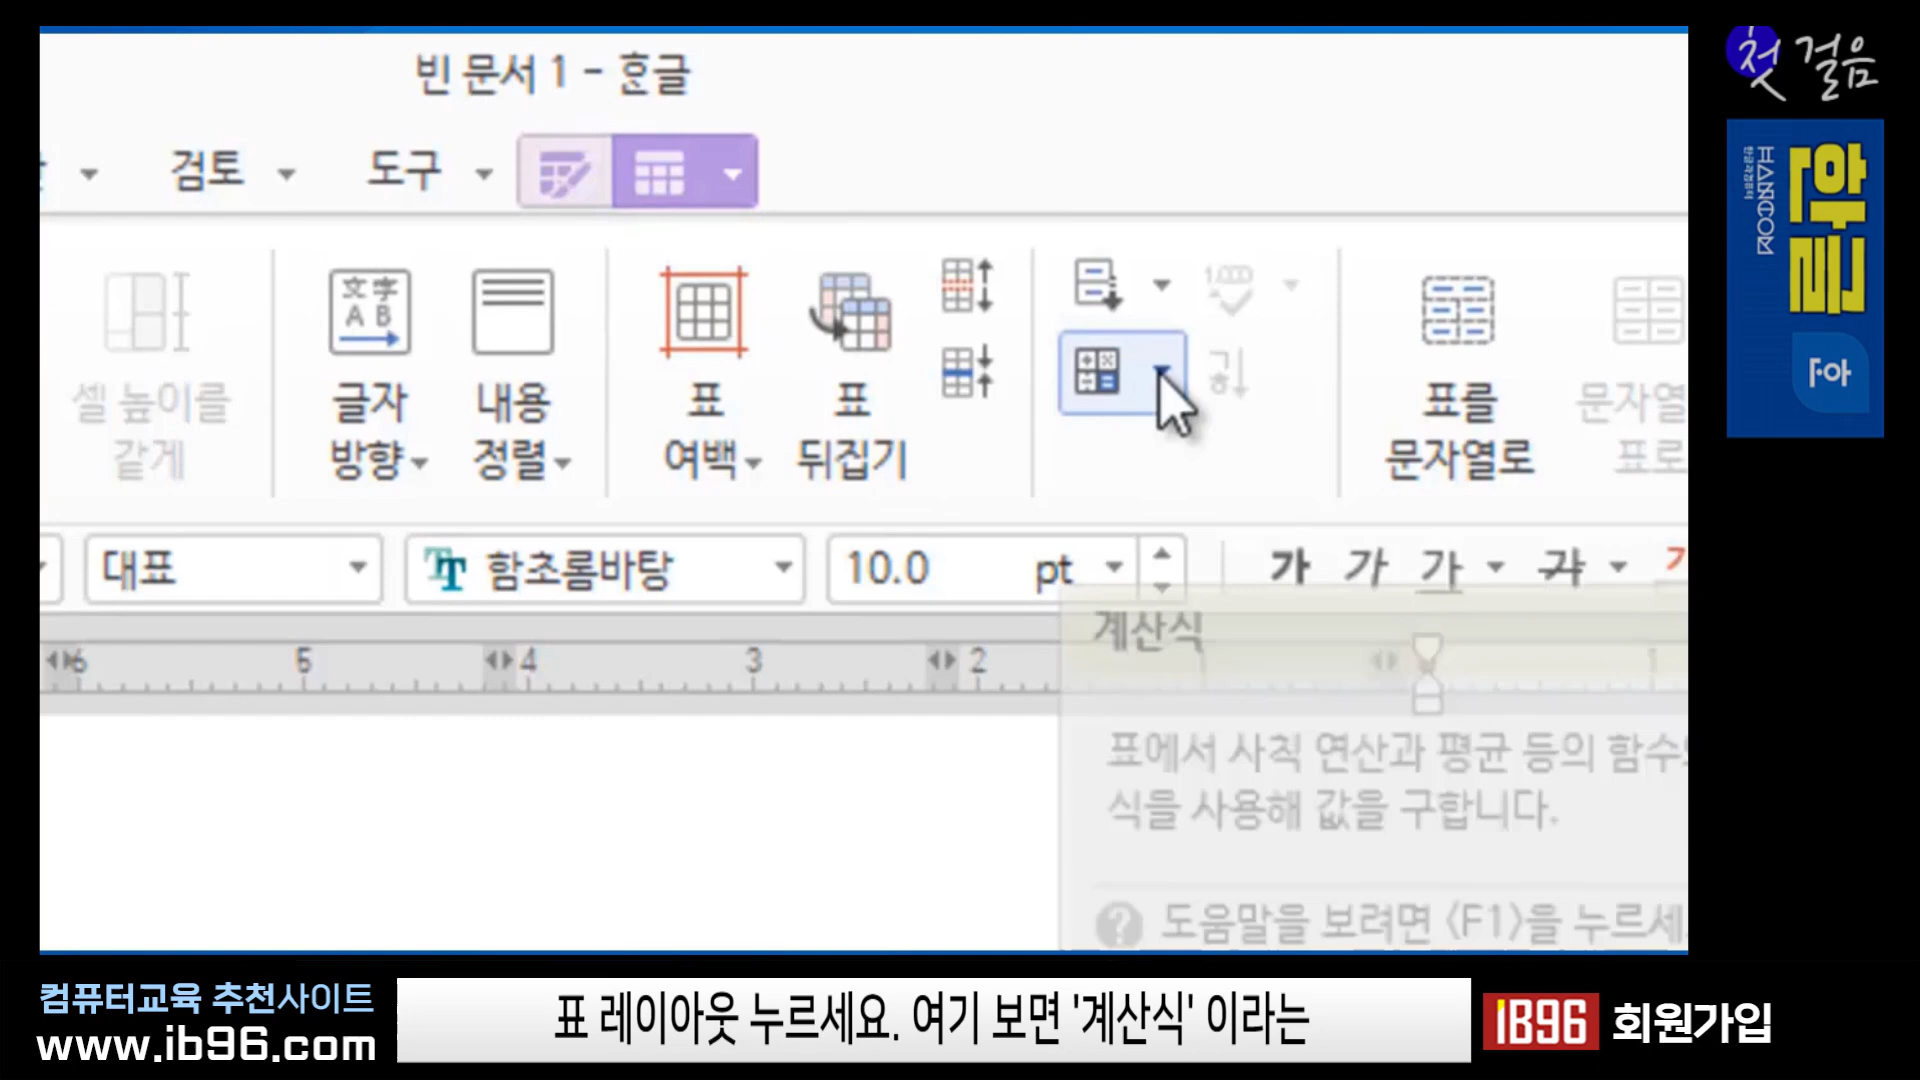 빈 문서 1 - 흔글
검토
도구
셀 높이를
같게
글자
방향
내용
정렬
표
여백
표
뒤집기
표를
문자열로
문자열
표로
대표
함초롬바탕
10.0 pt
가 가 가 가
6 5 4 3 2 1 1
계산식
표에서 사칙 연산과 평균 등의 함수
식을 사용해 값을 구합니다.
도움말을 보려면 <F1>을 누르세
첫 걸음
한글
HANCOM
컴퓨터교육 추천사이트
www.ib96.com
표 레이아웃 누르세요. 여기 보면 '계산식' 이라는
IB96 회원가입